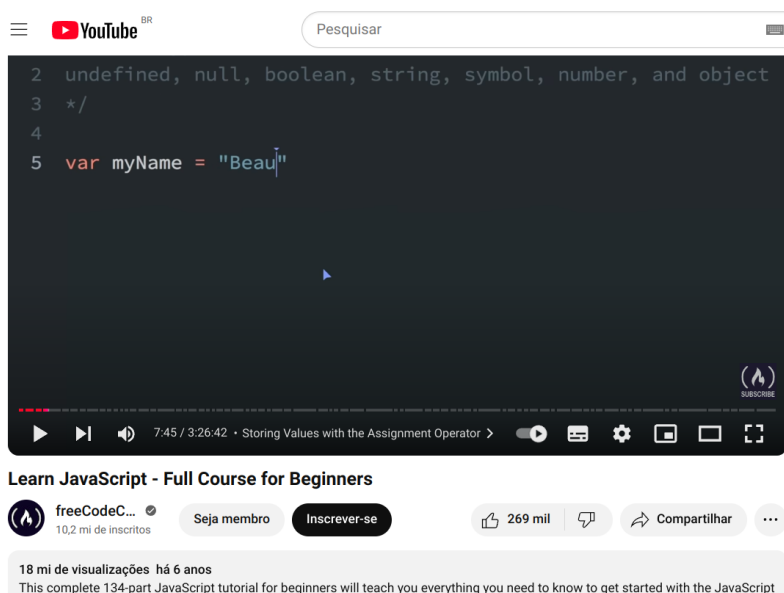 YouTube BR
Pesquisar
2 undefined, null, boolean, string, symbol, number, and object
3 */
4
5 var myName = "Beau"
SUBSCRIBE
7:45 / 3:26:42 • Storing Values with the Assignment Operator
Learn JavaScript - Full Course for Beginners
freeCodeC...
10,2 mi de inscritos
Seja membro
Inscrever-se
269 mil
Compartilhar
18 mi de visualizações há 6 anos
This complete 134-part JavaScript tutorial for beginners will teach you everything you need to know to get started with the JavaScript